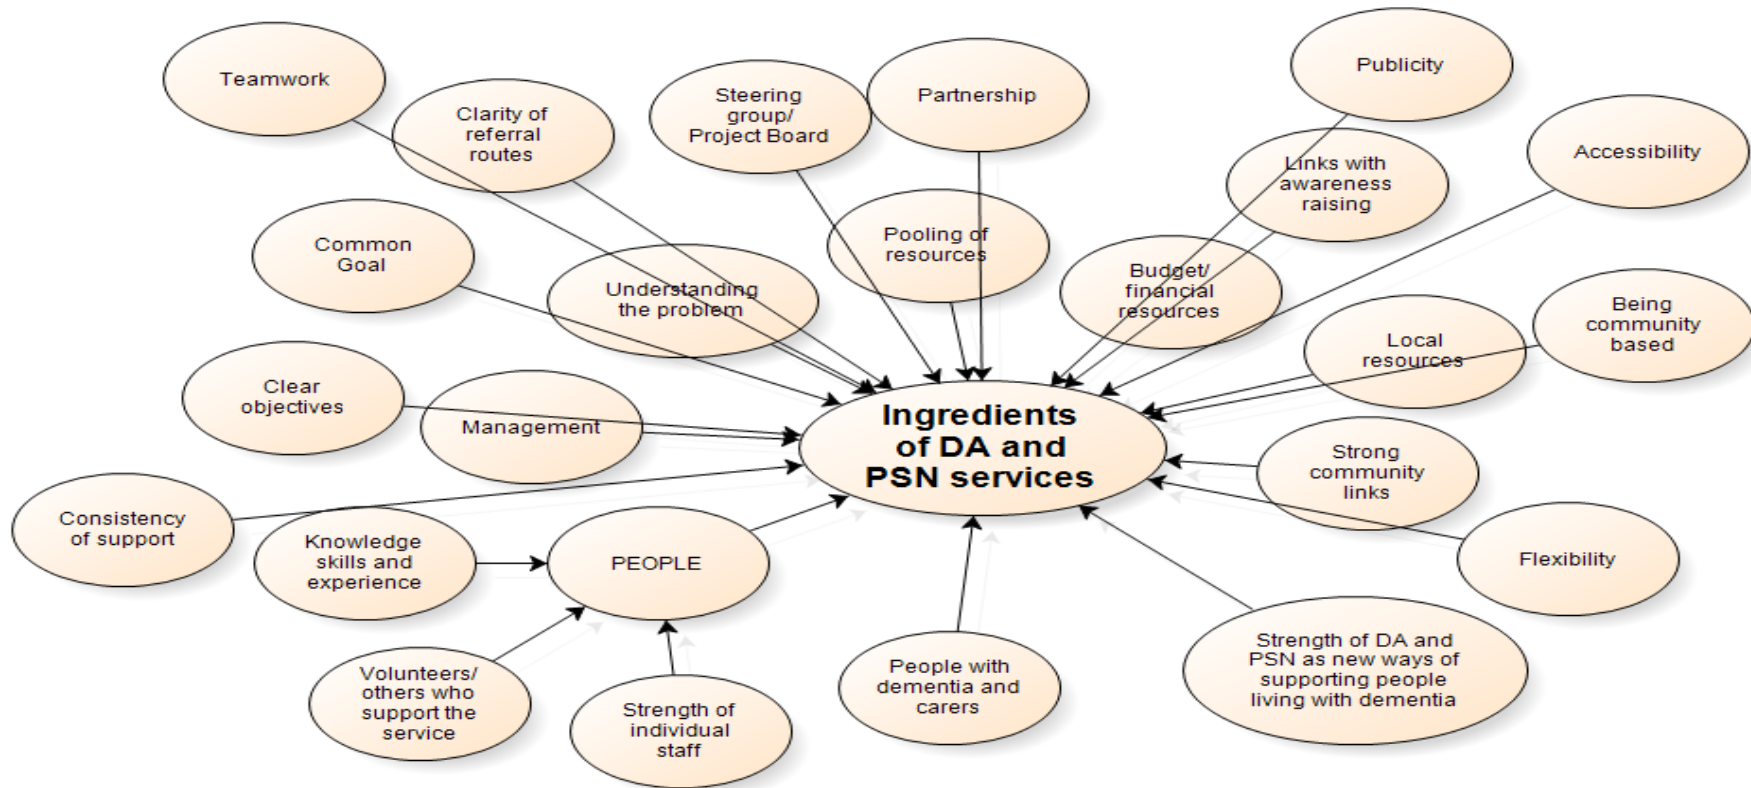 Teamwork
Clarity of
referral
routes
Steering
group/
Project Board
Partnership
Publicity
Links with
awareness
raising
Accessibility
Common
Goal
Understanding
the problem
Pooling of
resources
Budget/
financial
resources
Local
resources
Being
community
based
Clear
objectives
Management
Ingredients
of DA and
PSN services
Strong
community
links
Consistency
of support
Knowledge
skills and
experience
PEOPLE
Flexibility
Volunteers/
others who
support the
service
Strength of
individual
staff
People with
dementia and
carers
Strength of DA and
PSN as new ways of
supporting people
living with dementia